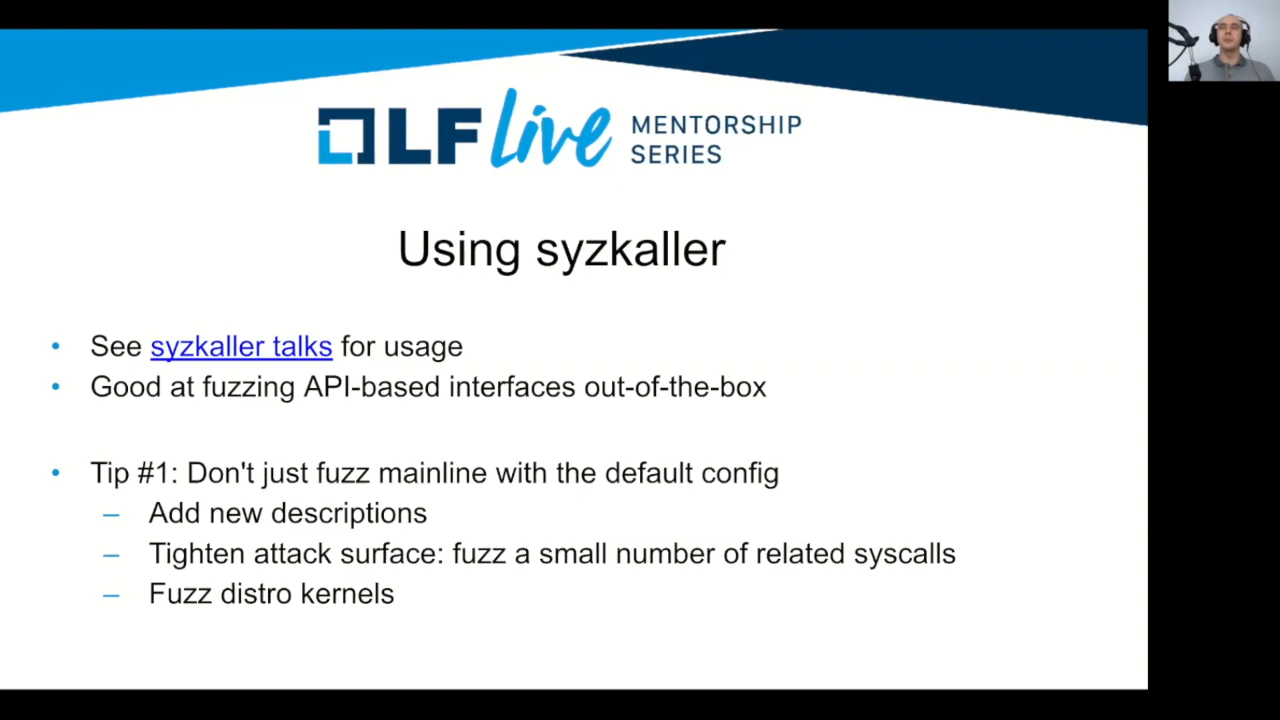 LF live MENTORSHIP
SERIES
Using syzkaller
• See syzkaller talks for usage
• Good at fuzzing API-based interfaces out-of-the-box
• Tip #1: Don't just fuzz mainline with the default config
– Add new descriptions
– Tighten attack surface: fuzz a small number of related syscalls
– Fuzz distro kernels